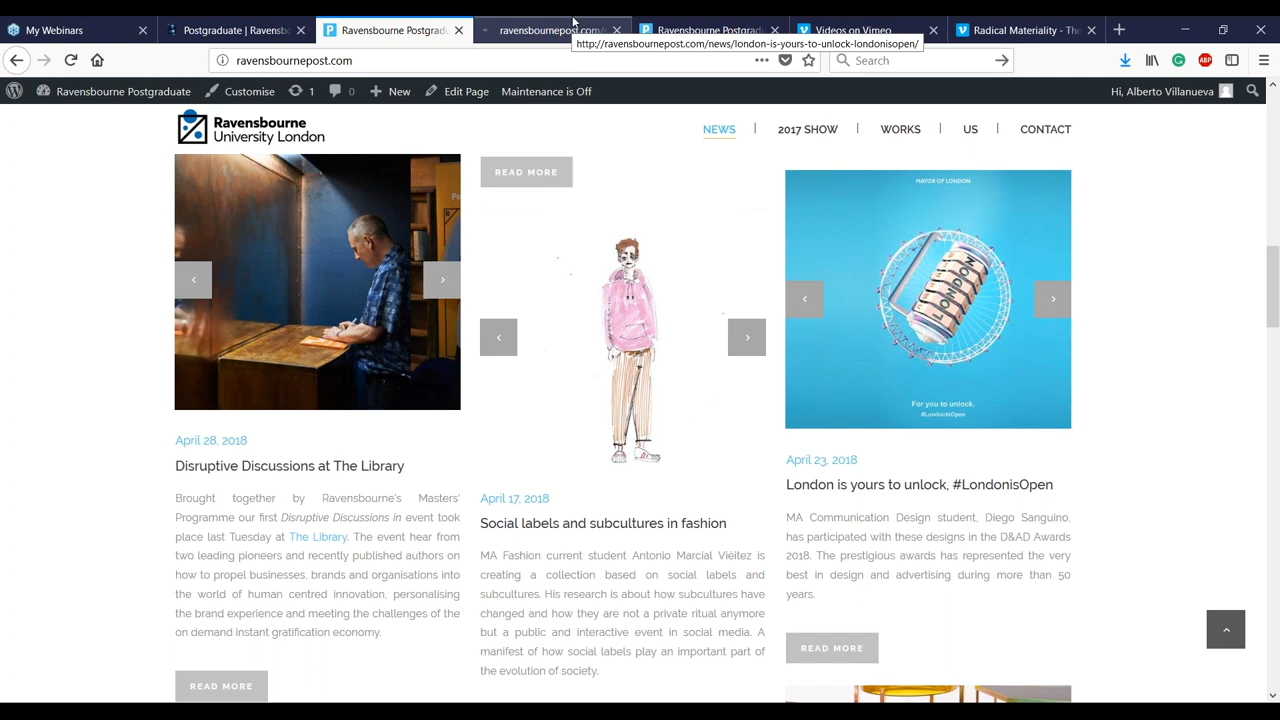 My Webinars
Postgraduate | Ravensbo
Ravensbourne Postgradu
ravensbournepost.com/
Ravensbourne Postgrad
Videos on Vimeo
Radical Materiality - The
http://ravensbournepost.com/news/london-is-yours-to-unlock-londonisopen/
ravensbournepost.com
Search
ABP
Ravensbourne Postgraduate
Customise
1
0
New
Edit Page
Maintenance is Off
Hi, Alberto Villanueva
Ravensbourne
University London
NEWS
2017 SHOW
WORKS
US
CONTACT
April 28, 2018
Disruptive Discussions at The Library
Brought together by Ravensbourne's Masters'
Programme our first Disruptive Discussions in event took
place last Tuesday at The Library. The event hear from
two leading pioneers and recently published authors on
how to propel businesses, brands and organisations into
the world of human centred innovation, personalising
the brand experience and meeting the challenges of the
on demand instant gratification economy.
READ MORE
READ MORE
April 17, 2018
Social labels and subcultures in fashion
MA Fashion current student Antonio Marcial Viéitez is
creating a collection based on social labels and
subcultures. His research is about how subcultures have
changed and how they are not a private ritual anymore
but a public and interactive event in social media. A
manifest of how social labels play an important part of
the evolution of society.
MAYOR OF LONDON
LONDON
For you to unlock.
#LondonIsOpen
April 23, 2018
London is yours to unlock, #LondonisOpen
MA Communication Design student, Diego Sanguino,
has participated with these designs in the D&AD Awards
2018. The prestigious awards has represented the very
best in design and advertising during more than 50
years.
READ MORE